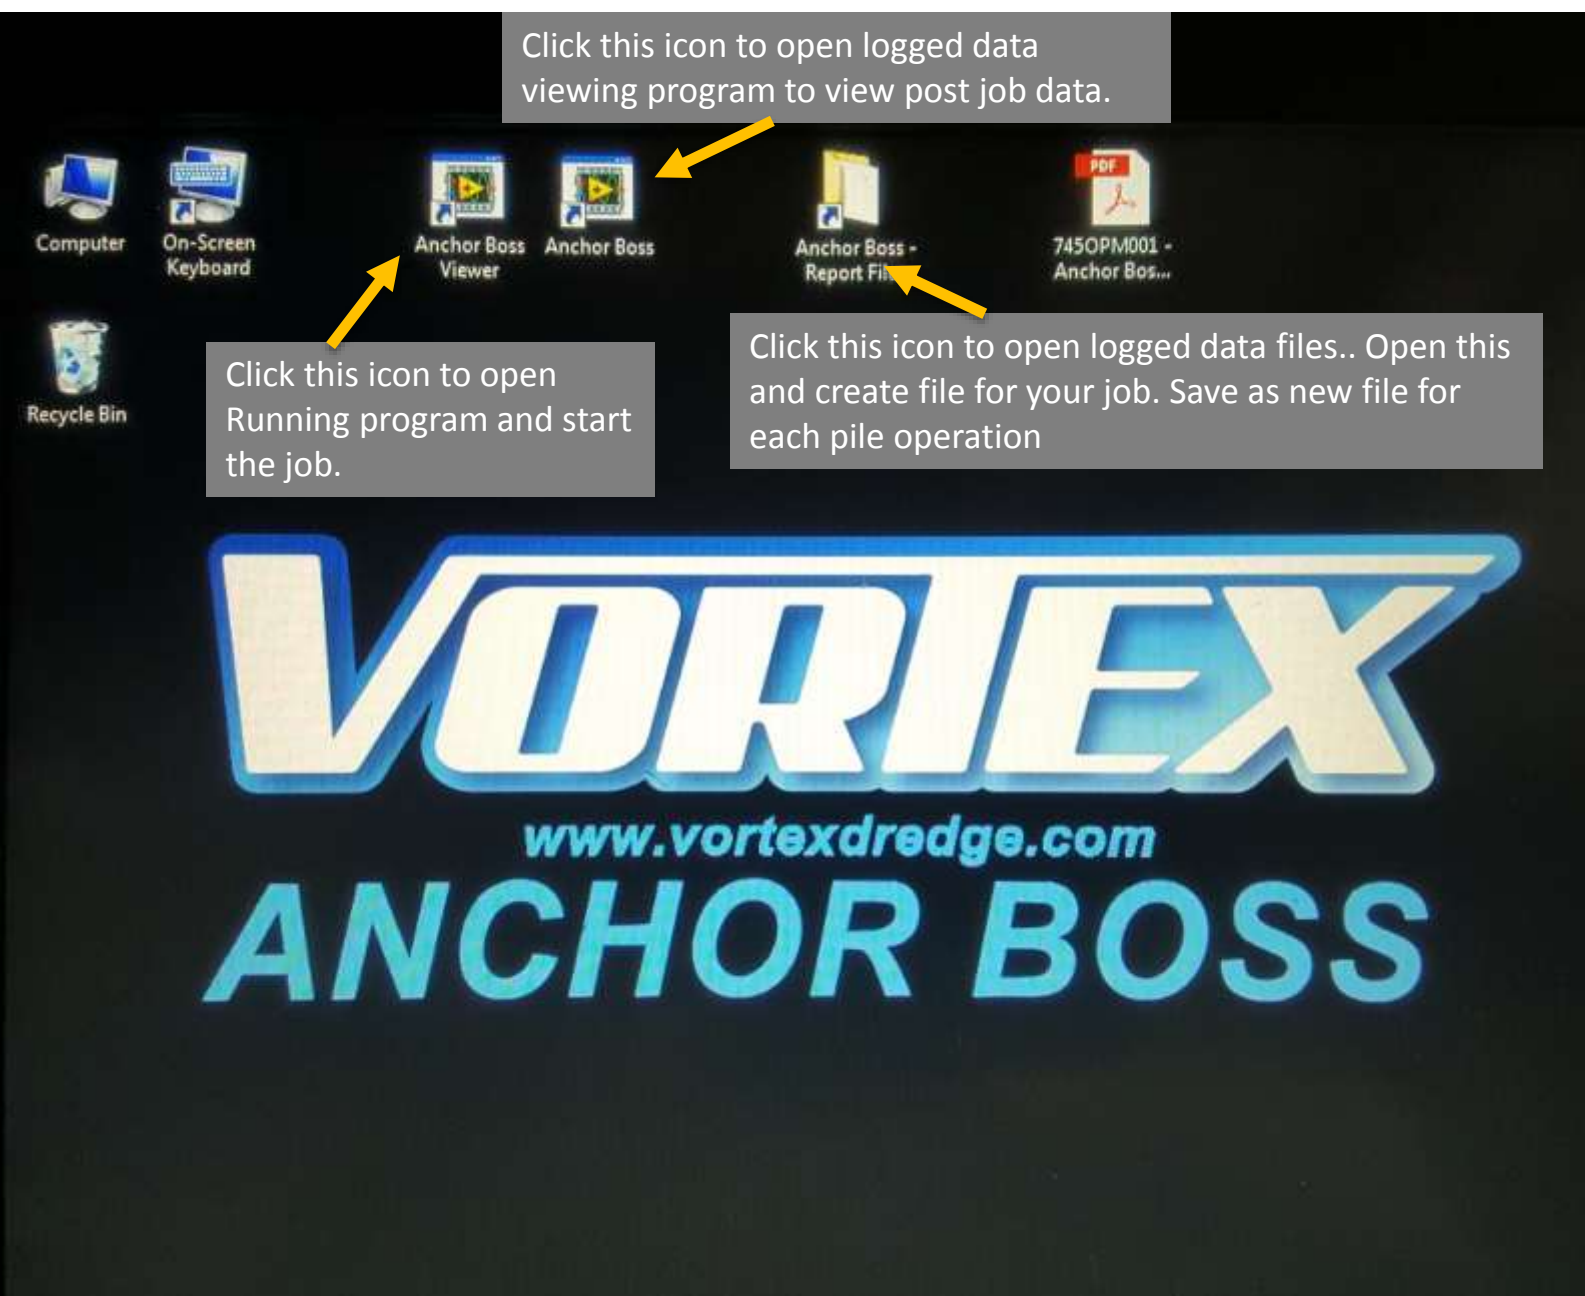 Click this icon to open logged data
viewing program to view post job data.
Computer
On-Screen
Keyboard
Anchor Boss
Viewer
Anchor Boss
Anchor Boss -
Report
PDF
745OPM001 -
Anchor Bos...
Recycle Bin
Click this icon to open
Running program and start
the job.
Click this icon to open logged data files.. Open this
and create file for your job. Save as new file for
each pile operation
VORTEX
www.vortexdredge.com
ANCHOR BOSS